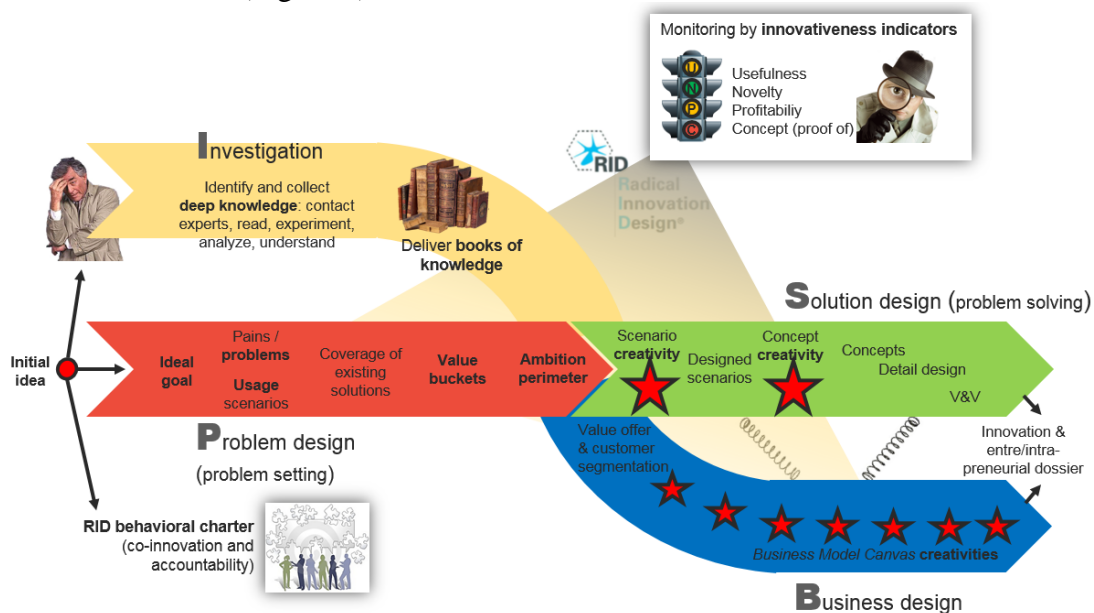 Monitoring by innovativeness indicators
U
N
P
C
Usefulness
Novelty
Profitabiliy
Concept (proof of)
RID
Radical
Innovation
Design®
Investigation
Identify and collect
deep knowledge: contact
experts, read, experiment,
analyze, understand
Deliver books of
knowledge
Initial
idea
Ideal
goal
Pains /
problems
Usage
scenarios
Coverage of
existing
solutions
Value
buckets
Ambition
perimeter
Problem design
(problem setting)
Solution design (problem solving)
Scenario
creativity
Designed
scenarios
Concept
creativity
Concepts
Detail design
V&V
Value offer
& customer
segmentation
Business Model Canvas creativities
Business design
Innovation &
entre/intra-
preneurial dossier
RID behavioral charter
(co-innovation and
accountability)